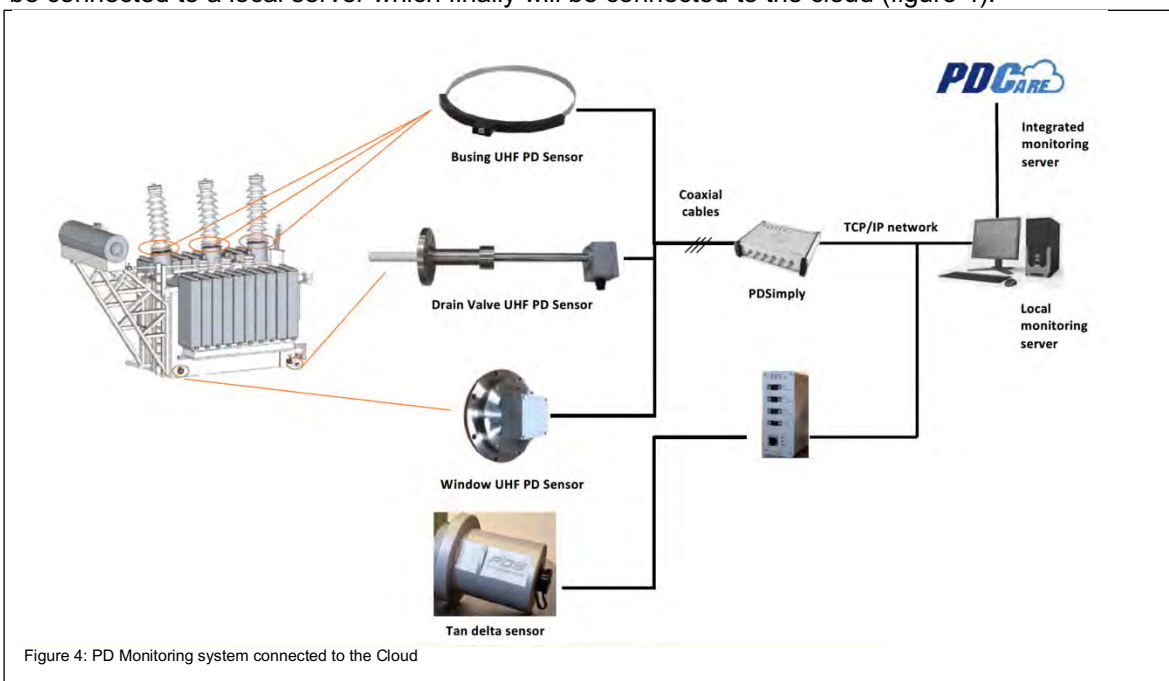 be connected to a local server which finally will be connected to the cloud (figure 4).
PDCARE
Busing UHF PD Sensor
Integrated
monitoring
server
Coaxial
cables
TCP/IP network
Drain Valve UHF PD Sensor
PDSimply
Local
monitoring
server
Window UHF PD Sensor
PDS
Tan delta sensor
Figure 4: PD Monitoring system connected to the Cloud